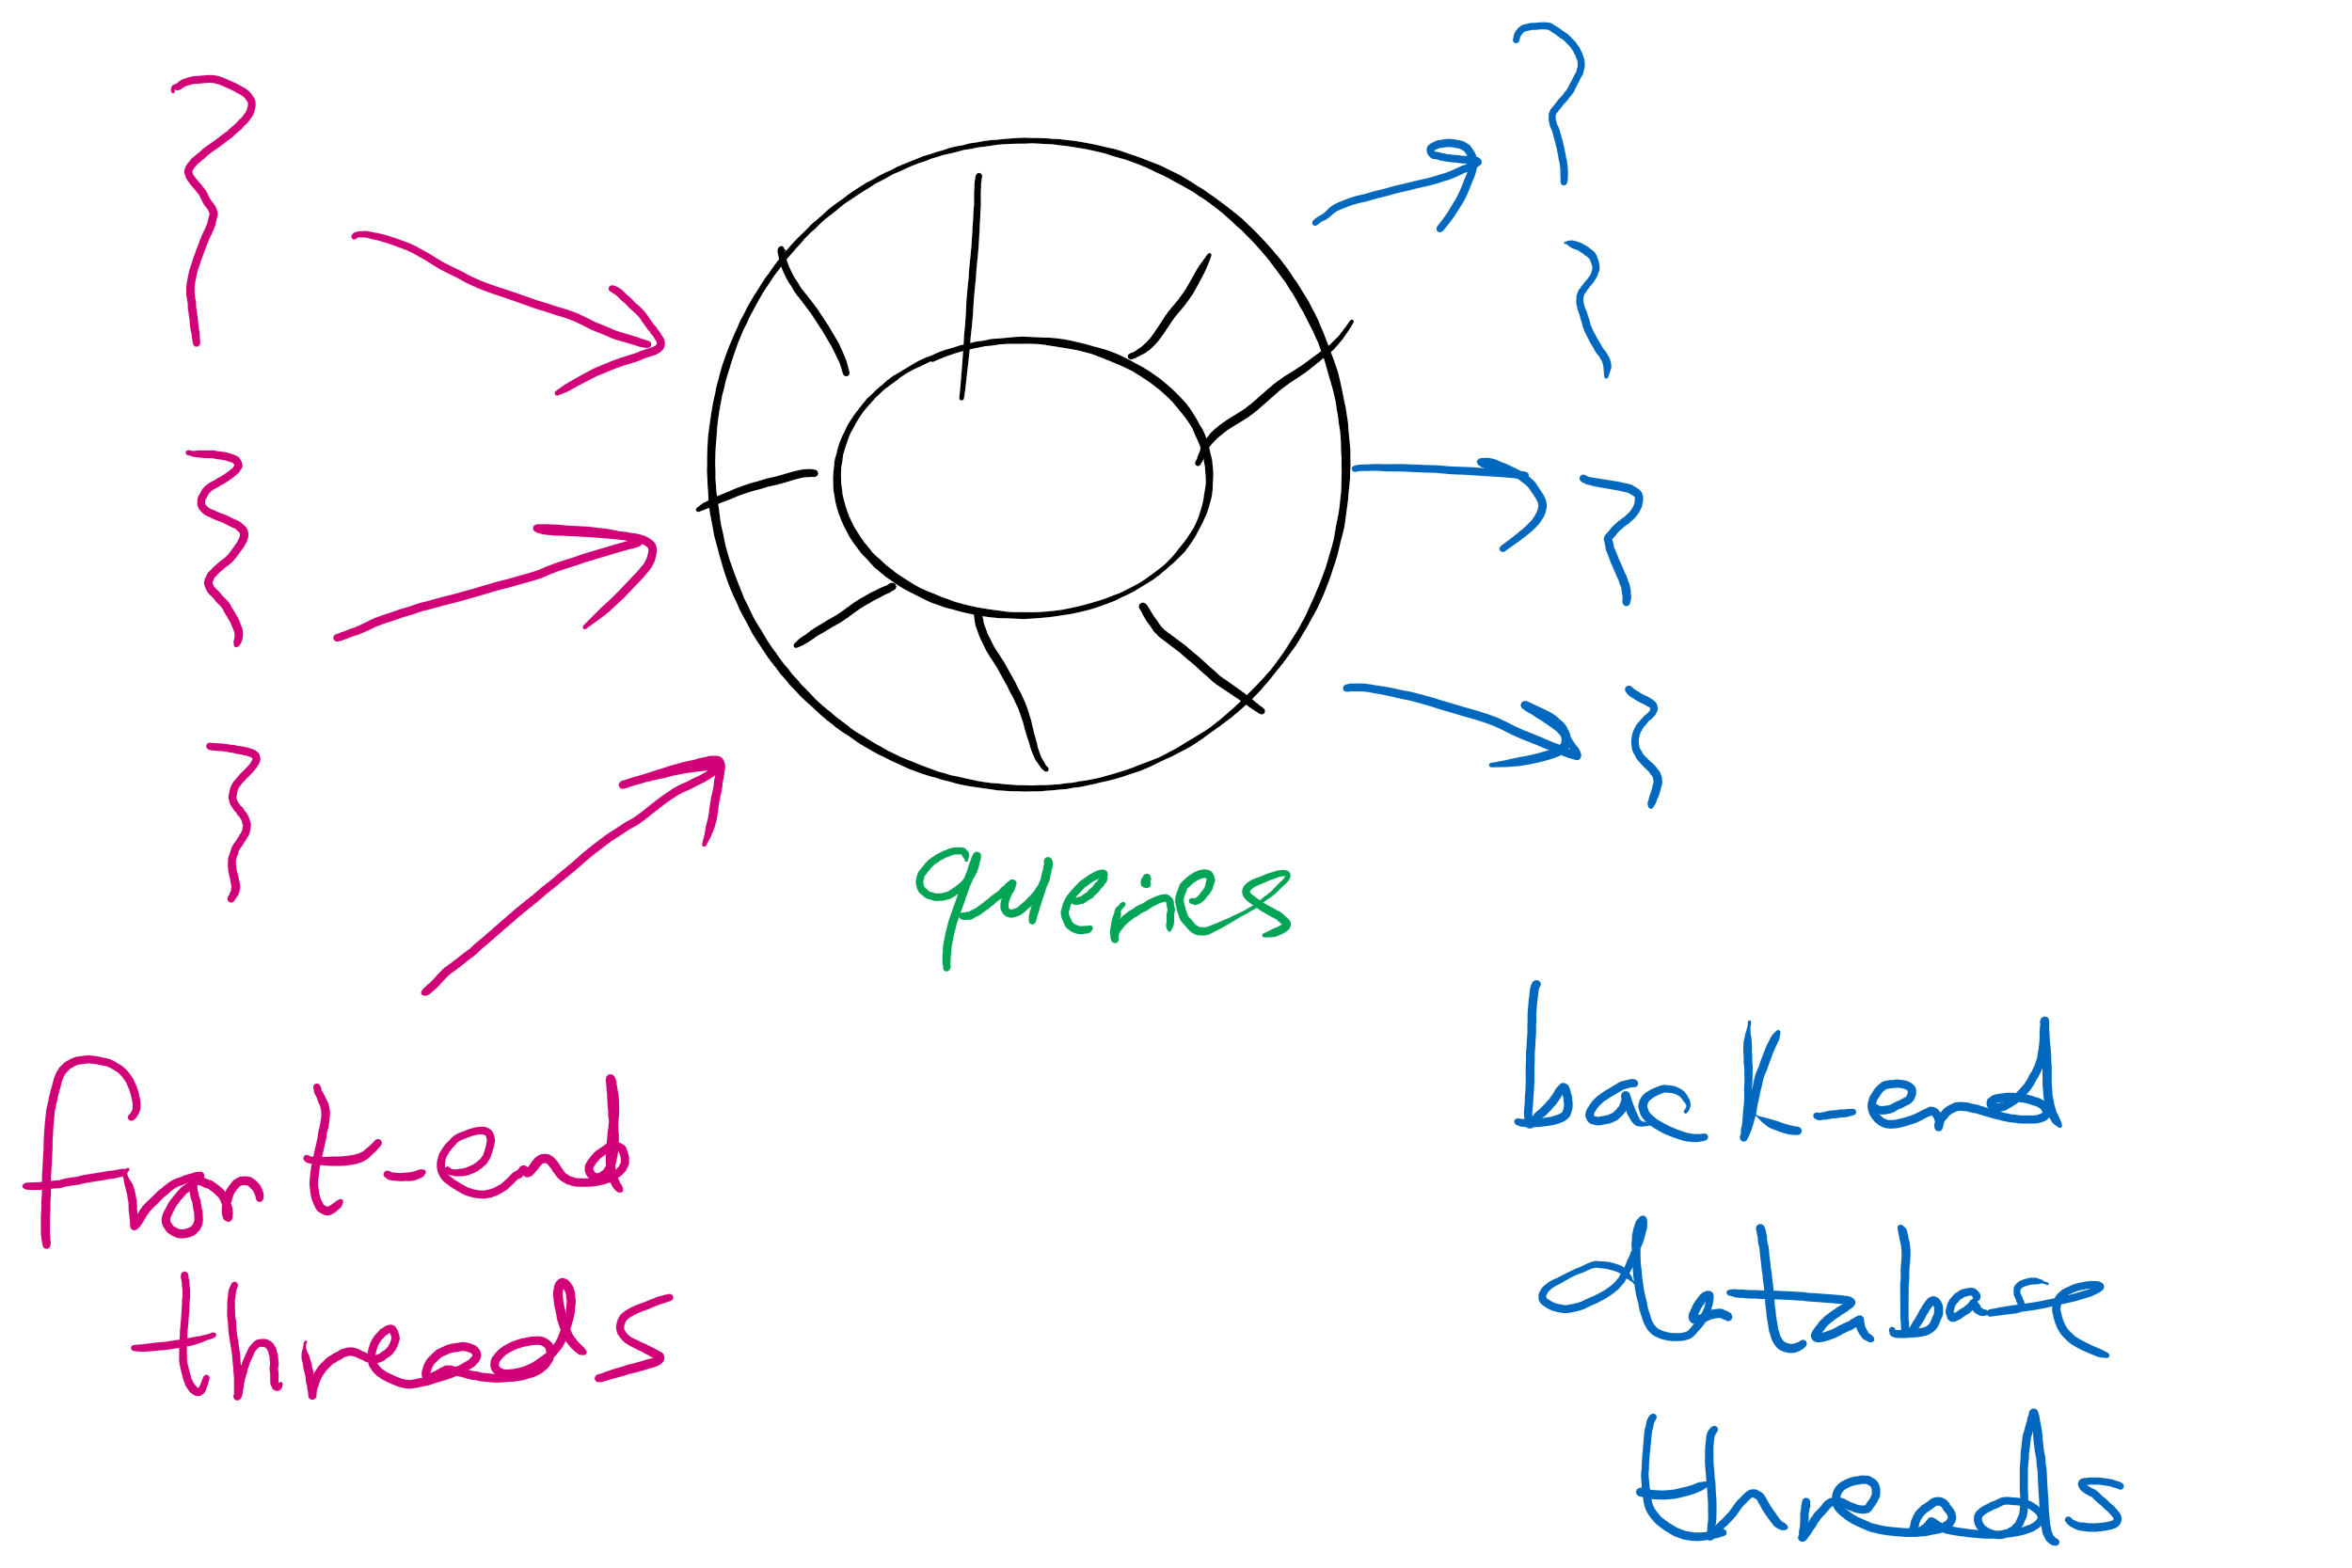 queries
front-end
threads
back-end
database
threads